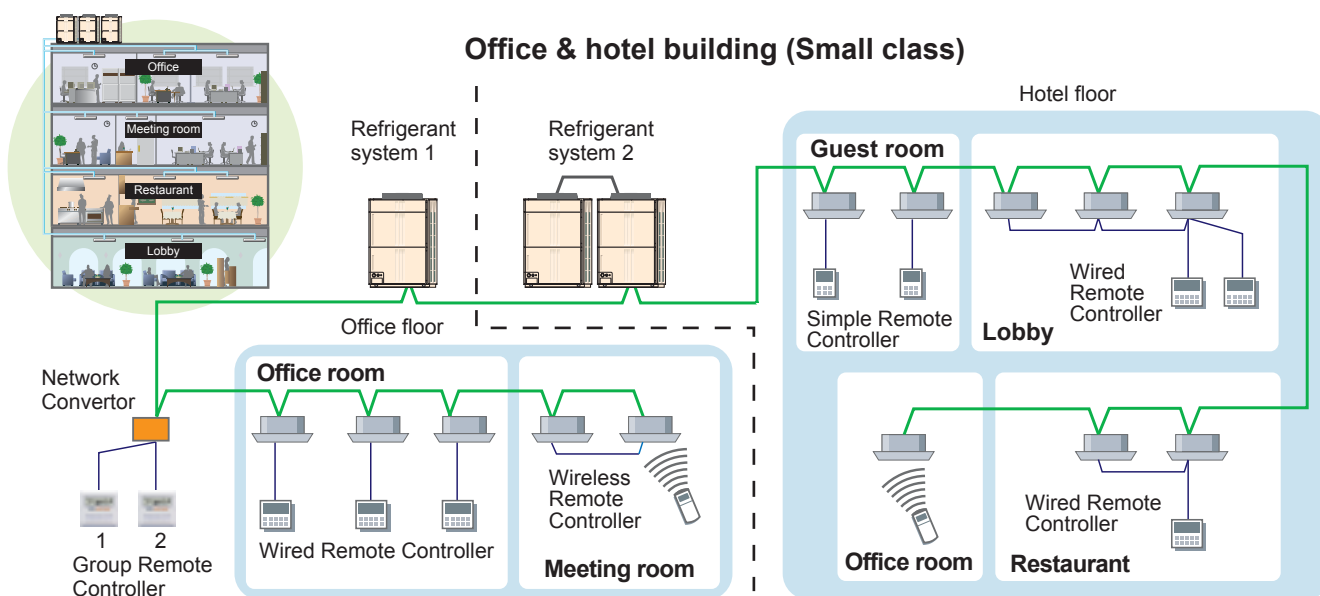 Office & hotel building (Small class)
Office
Meeting room
Restaurant
Lobby
Refrigerant
system 1
Refrigerant
system 2
Hotel floor
Guest room
Simple Remote
Controller
Wired
Remote
Controller
Lobby
Office floor
Network
Convertor
1 2
Group Remote
Controller
Office room
Wired Remote Controller
Wireless
Remote
Controller
Meeting room
Office room
Wired Remote
Controller
Restaurant